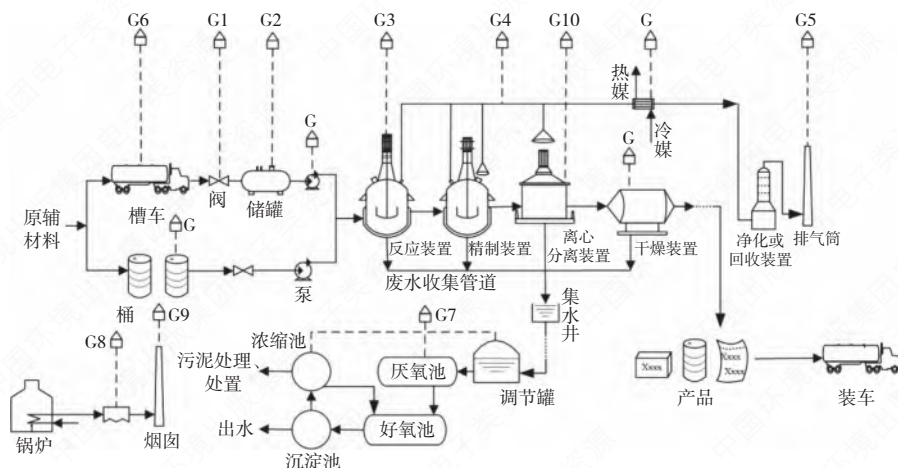 G6
G1
G2
G3
G4
G10
G
G5
热媒
冷媒
G
G
槽车
阀
储罐
原辅
材料
G
桶
泵
反应装置
精制装置
离心
分离装置
干燥装置
净化或
回收装置
排气筒
废水收集管道
集水井
G9
G8
G7
浓缩池
污泥处理、
处置
厌氧池
调节罐
锅炉
烟囱
出水
沉淀池
好氧池
Xxxx
Xxxx
Xxxx
产品
装车